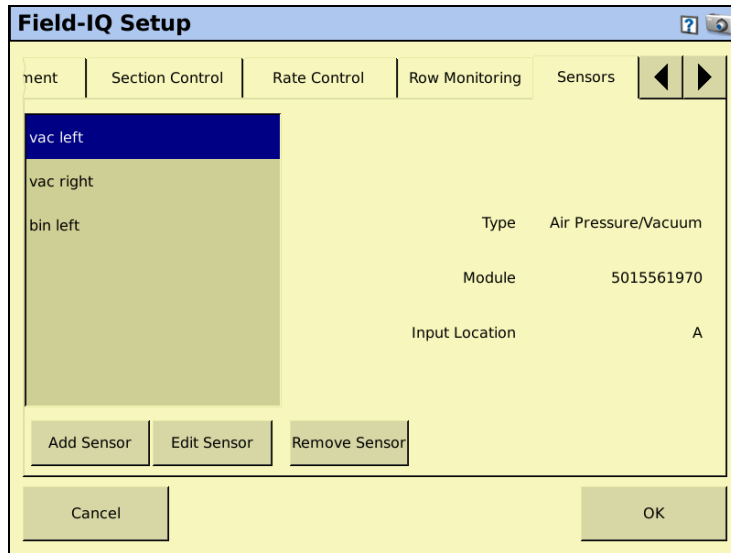 Field-IQ Setup
?
ment Section Control Rate Control Row Monitoring Sensors
vac left
vac right
bin left
Type Air Pressure/Vacuum
Module 5015561970
Input Location A
Add Sensor Edit Sensor Remove Sensor
Cancel OK